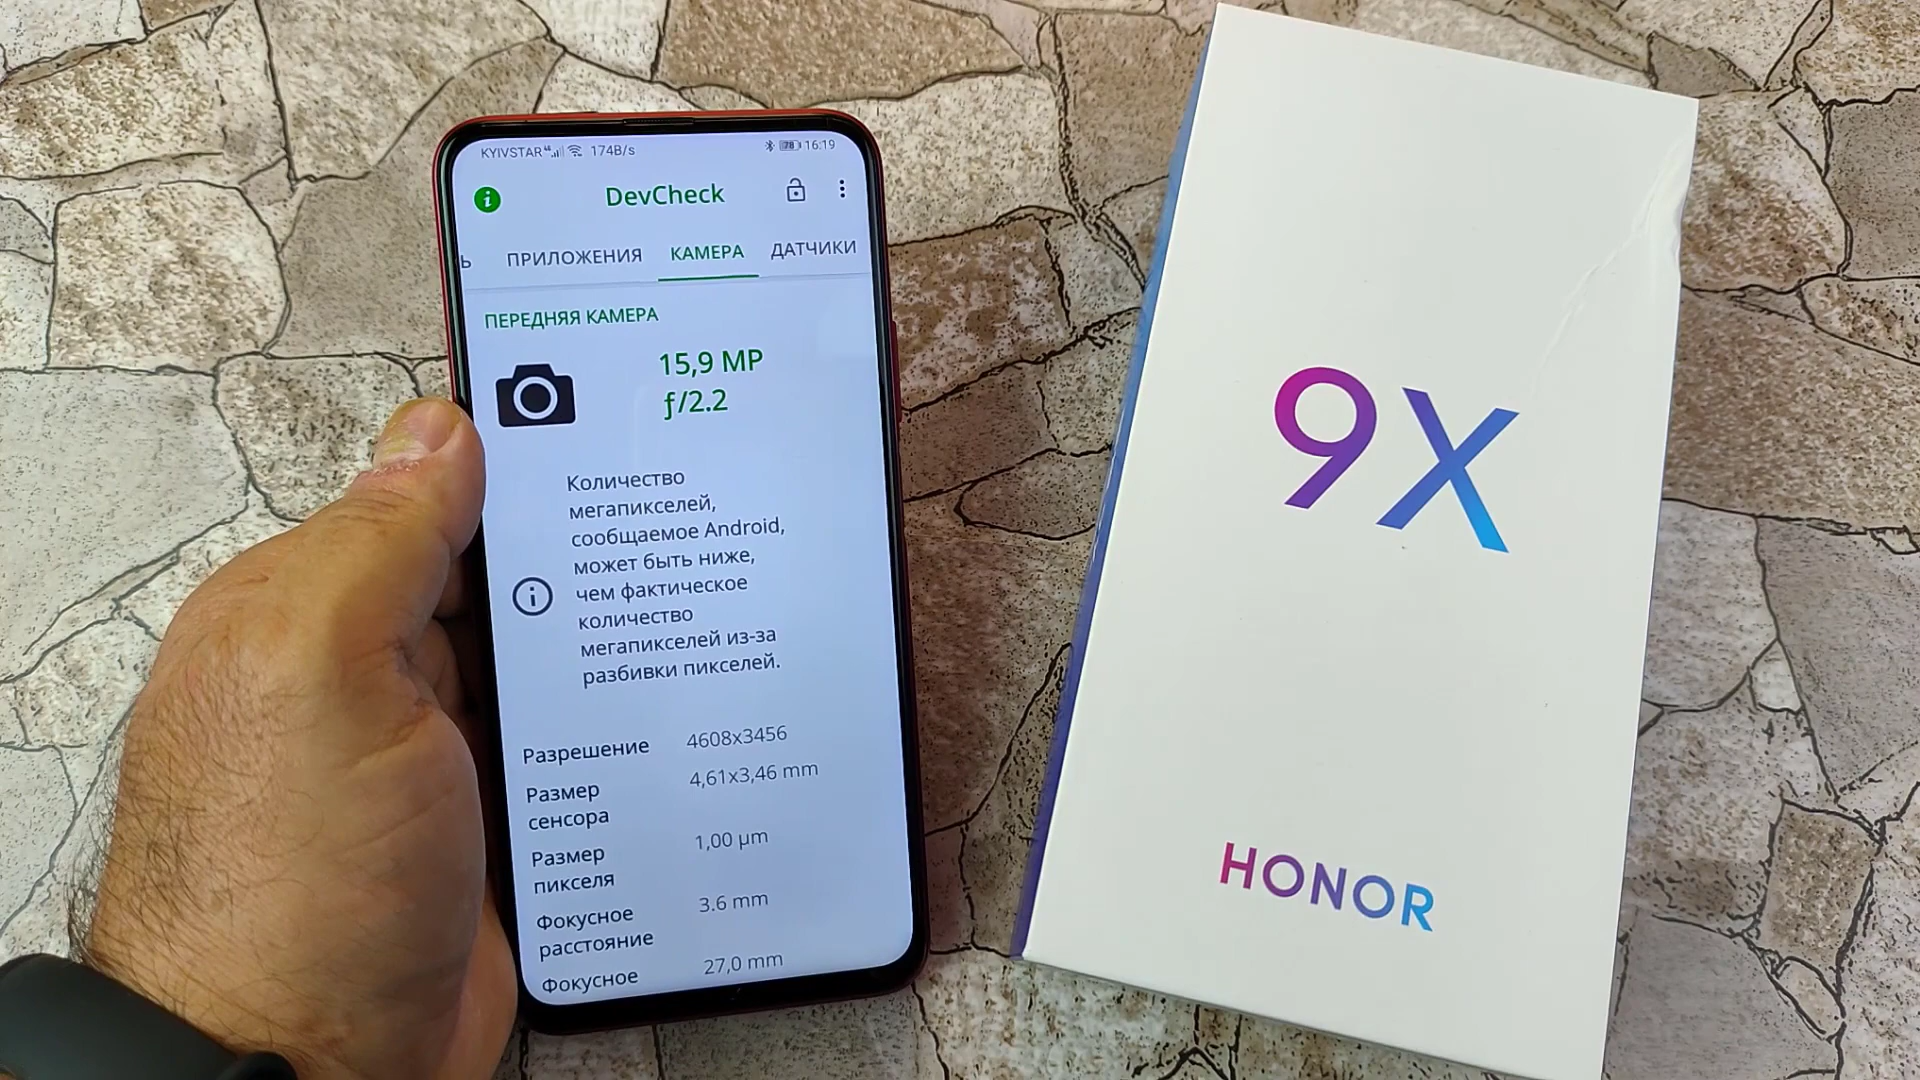 KYIVSTAR 4G 174B/s 78 16:19
DevCheck
Ь ПРИЛОЖЕНИЯ КАМЕРА ДАТЧИКИ
ПЕРЕДНЯЯ КАМЕРА
15,9 MP
ƒ/2.2
Количество
мегапикселей,
сообщаемое Android,
может быть ниже,
чем фактическое
количество
мегапикселей из-за
разбивки пикселей.
Разрешение 4608x3456
Размер 4,61x3,46 mm
сенсора
Размер 1,00 µm
пикселя
Фокусное 3.6 mm
расстояние
Фокусное 27,0 mm
9X
HONOR